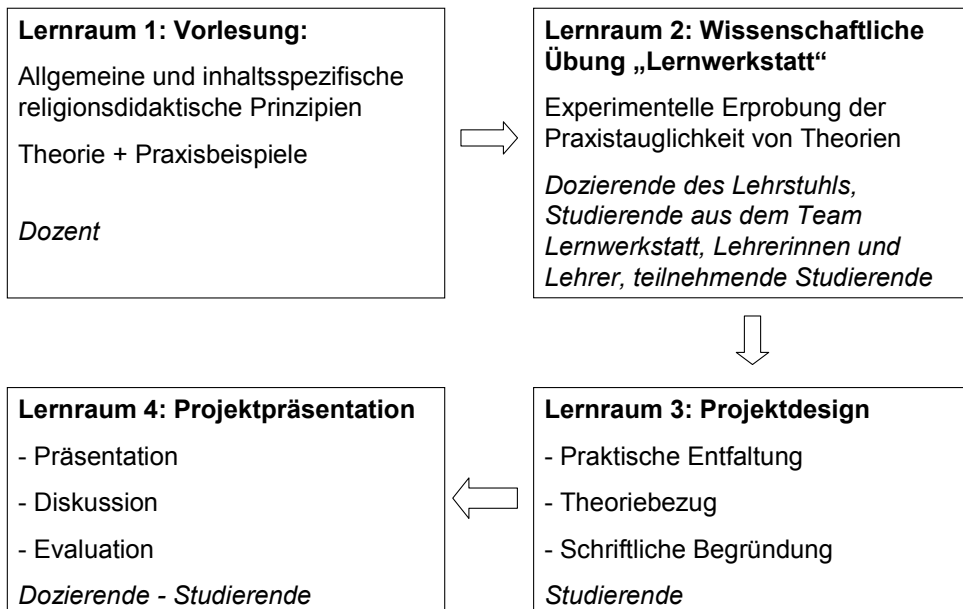 Lernraum 1: Vorlesung:
Allgemeine und inhaltsspezifische
religionsdidaktische Prinzipien
Theorie + Praxisbeispiele
Dozent
Lernraum 2: Wissenschaftliche
Übung „Lernwerkstatt“
Experimentelle Erprobung der
Praxistauglichkeit von Theorien
Dozierende des Lehrstuhls,
Studierende aus dem Team
Lernwerkstatt, Lehrerinnen und
Lehrer, teilnehmende Studierende
Lernraum 3: Projektdesign
- Praktische Entfaltung
- Theoriebezug
- Schriftliche Begründung
Studierende
Lernraum 4: Projektpräsentation
- Präsentation
- Diskussion
- Evaluation
Dozierende - Studierende